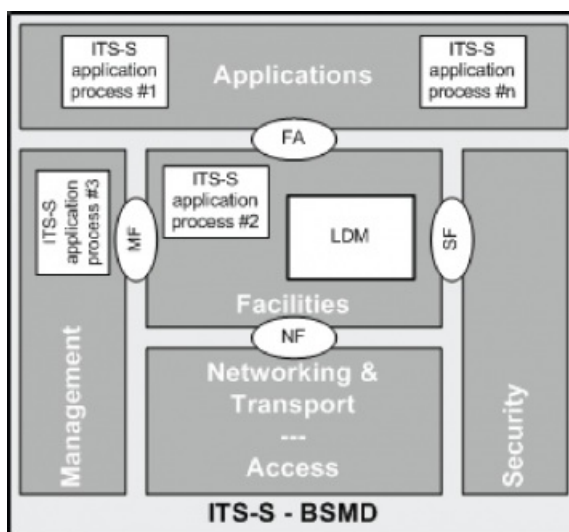 ITS-S
application
process #1
Applications
ITS-S
application
process #n
FA
ITS-S
application
process #3
MF
ITS-S
application
process #2
LDM
SF
Facilities
NF
Management
Networking &
Transport
---
Access
Security
ITS-S - BSMD